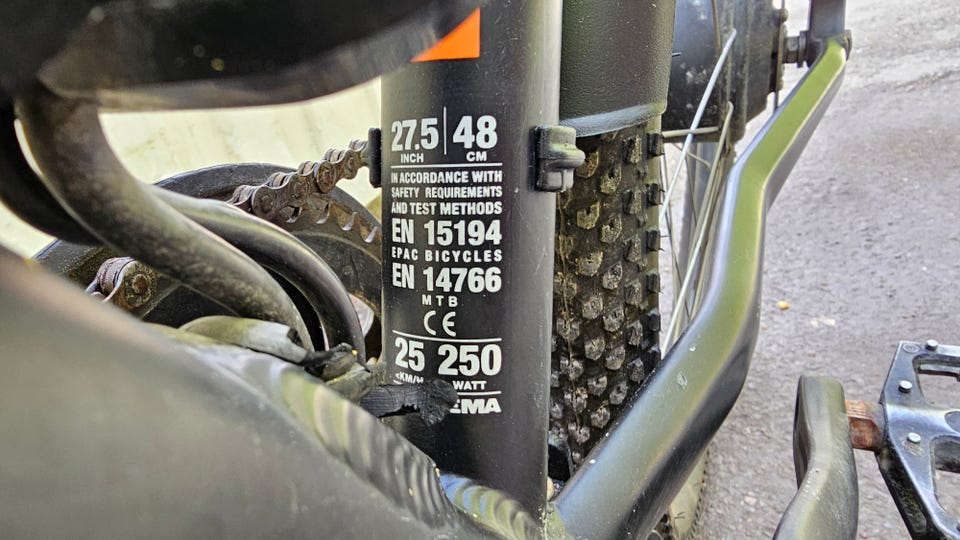 27.5 | 48
INCH CM
IN ACCORDANCE WITH
SAFETY REQUIREMENTS
AND TEST METHODS
EN 15194
EPAC BICYCLES
EN 14766
MTB
CE
25 250
<KM/H WATT